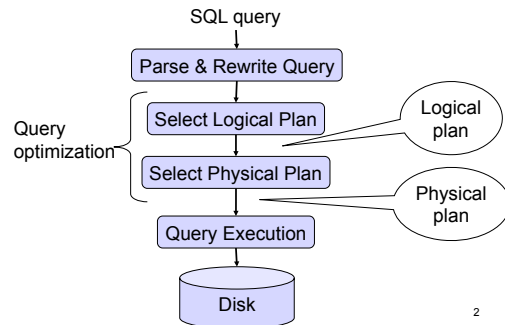 SQL query
Parse & Rewrite Query
Query
optimization
Select Logical Plan
Logical
plan
Select Physical Plan
Physical
plan
Query Execution
Disk
2